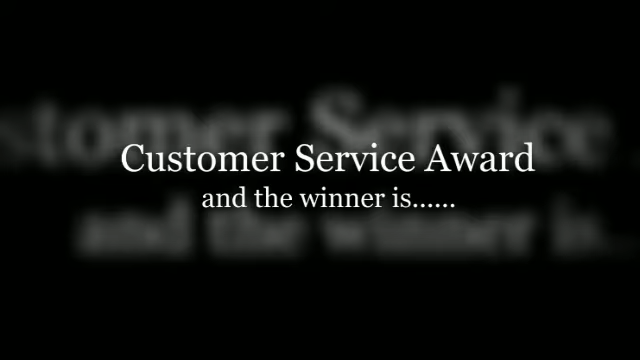 Customer Service Award
and the winner is......